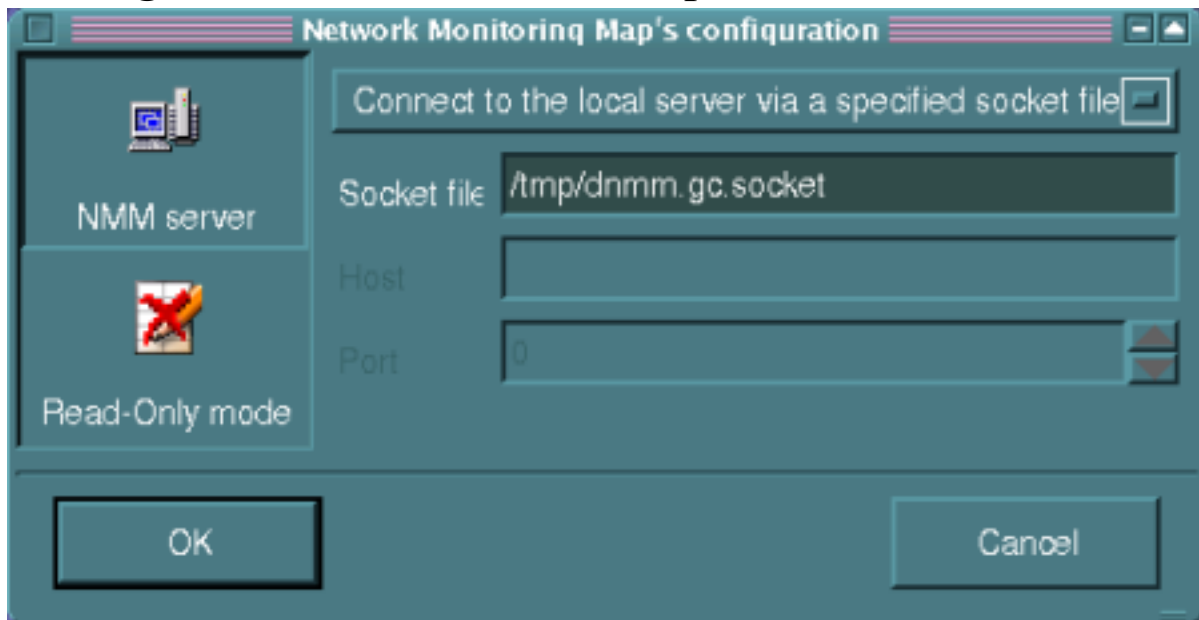 Network Monitoring Map's configuration
Connect to the local server via a specified socket file
NMM server
Socket file
/tmp/dnmm.gc.socket
Host
Port
0
Read-Only mode
OK
Cancel